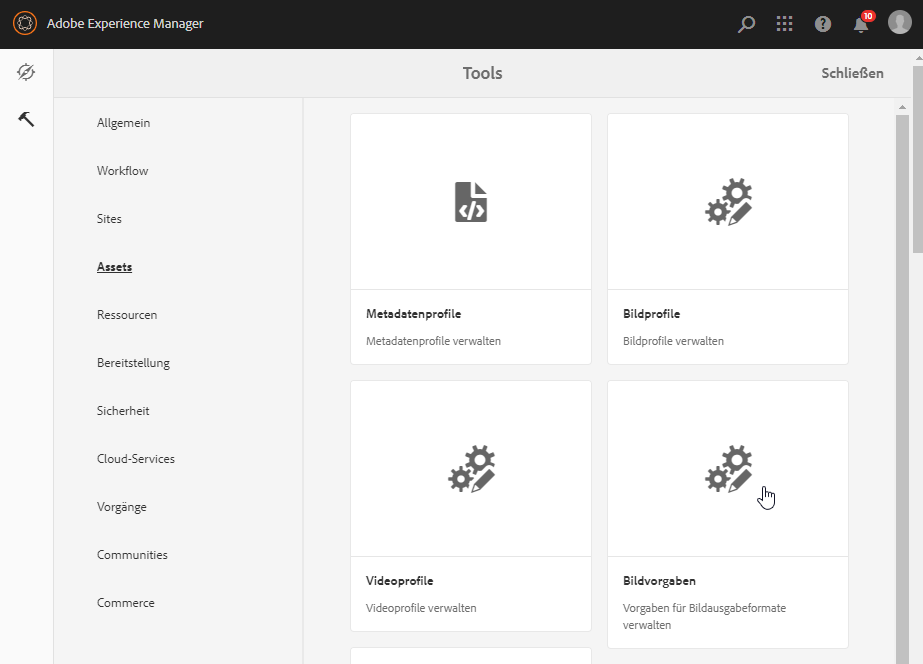 Adobe Experience Manager
10
Tools
Schließen
Allgemein
Workflow
Sites
Assets
Ressourcen
Bereitstellung
Sicherheit
Cloud-Services
Vorgänge
Communities
Commerce
Metadatenprofile
Metadatenprofile verwalten
Bildprofile
Bildprofile verwalten
Videoprofile
Videoprofile verwalten
Bildvorgaben
Vorgaben für Bildausgabeformate
verwalten